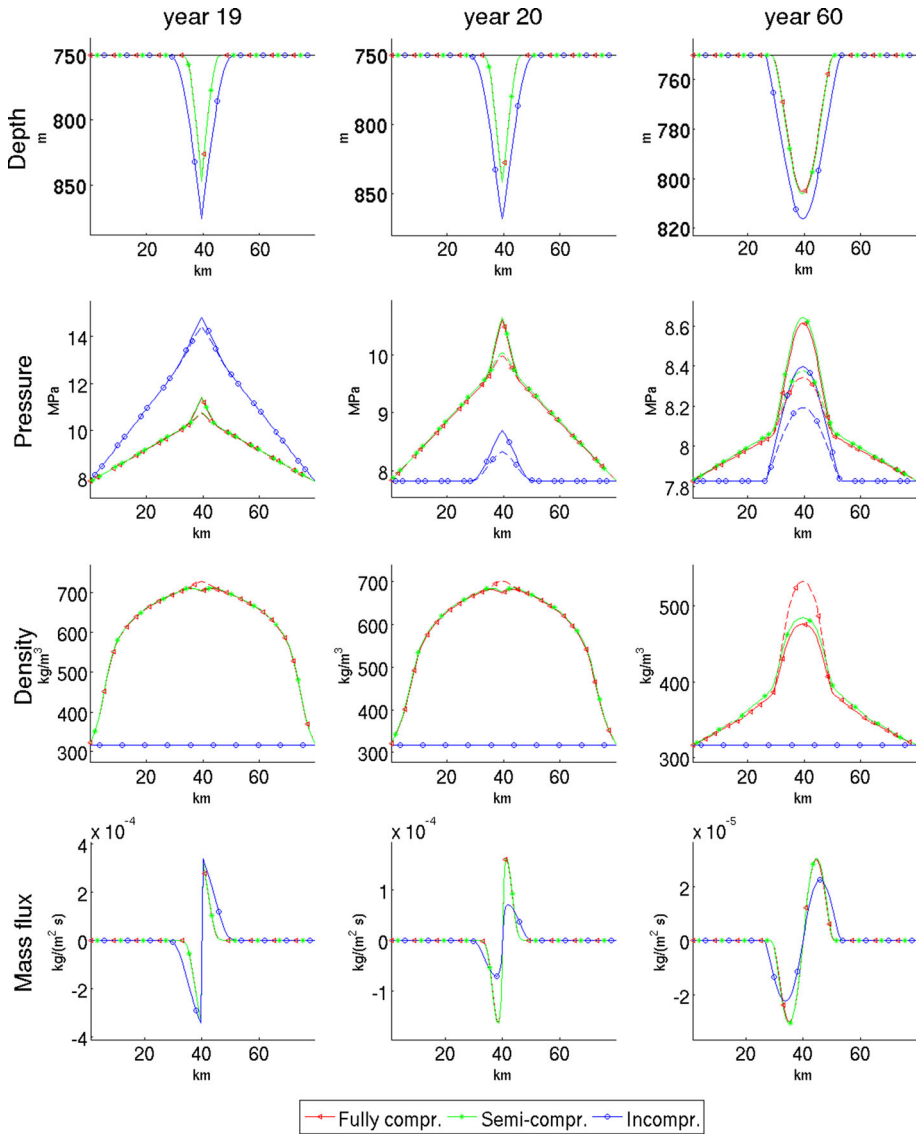 year 19 year 20 year 60
Depth
750
800
850
m
20 40 60
km
750
800
850
m
20 40 60
km
760
780
800
820
m
20 40 60
km
Pressure
14
12
10
8
MPa
20 40 60
km
10
9
8
MPa
20 40 60
km
8.6
8.4
8.2
8
7.8
MPa
20 40 60
km
Density
700
600
500
400
300
kg/m³
20 40 60
km
700
600
500
400
300
kg/m³
20 40 60
km
500
400
300
kg/m³
20 40 60
km
Mass flux
x 10⁻⁴
4
2
0
-2
-4
kg/(m² s)
20 40 60
km
x 10⁻⁴
1
0
-1
kg/(m² s)
20 40 60
km
x 10⁻⁵
2
0
-2
kg/(m² s)
20 40 60
km
Fully compr. Semi-compr. Incompr.